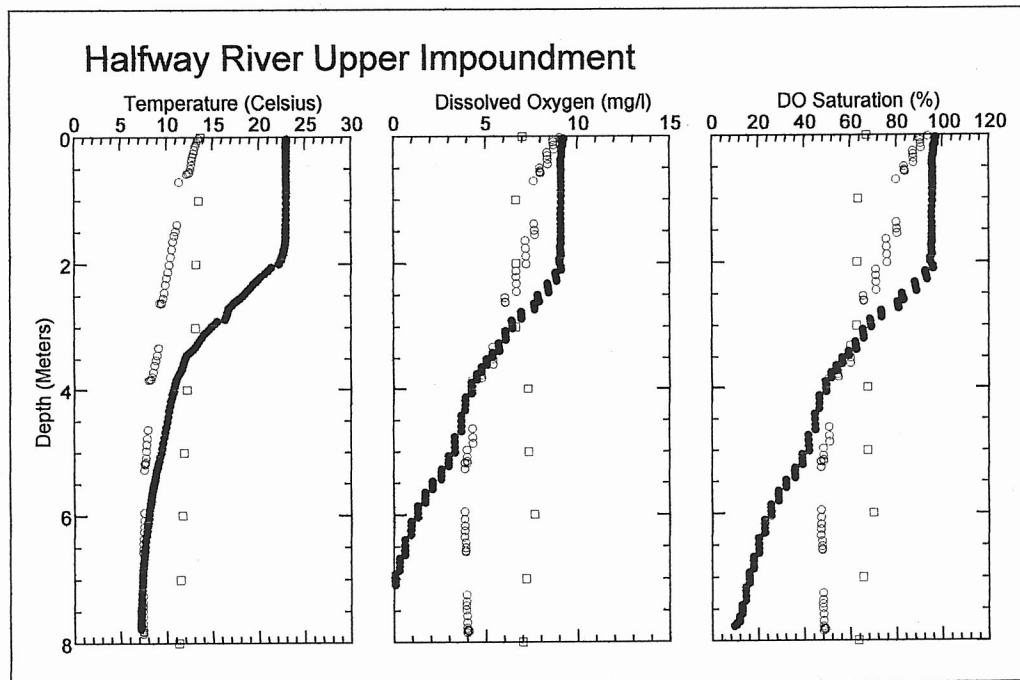 Halfway River Upper Impoundment
Temperature (Celsius)
0 5 10 15 20 25 30
Dissolved Oxygen (mg/l)
0 5 10 15
DO Saturation (%)
0 20 40 60 80 100 120
Depth (Meters)
0
2
4
6
8